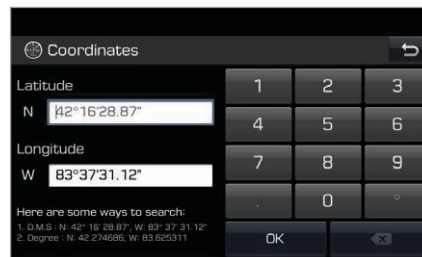 Coordinates
Latitude
N 42°16'28.87"
Longitude
W 83°37'31.12"
Here are some ways to search:
1. D.M.S : N: 42° 16' 28.87", W: 83° 37' 31.12"
2. Degree : N: 42.274686, W: 83.625311
1 2 3
4 5 6
7 8 9
. 0 °
OK